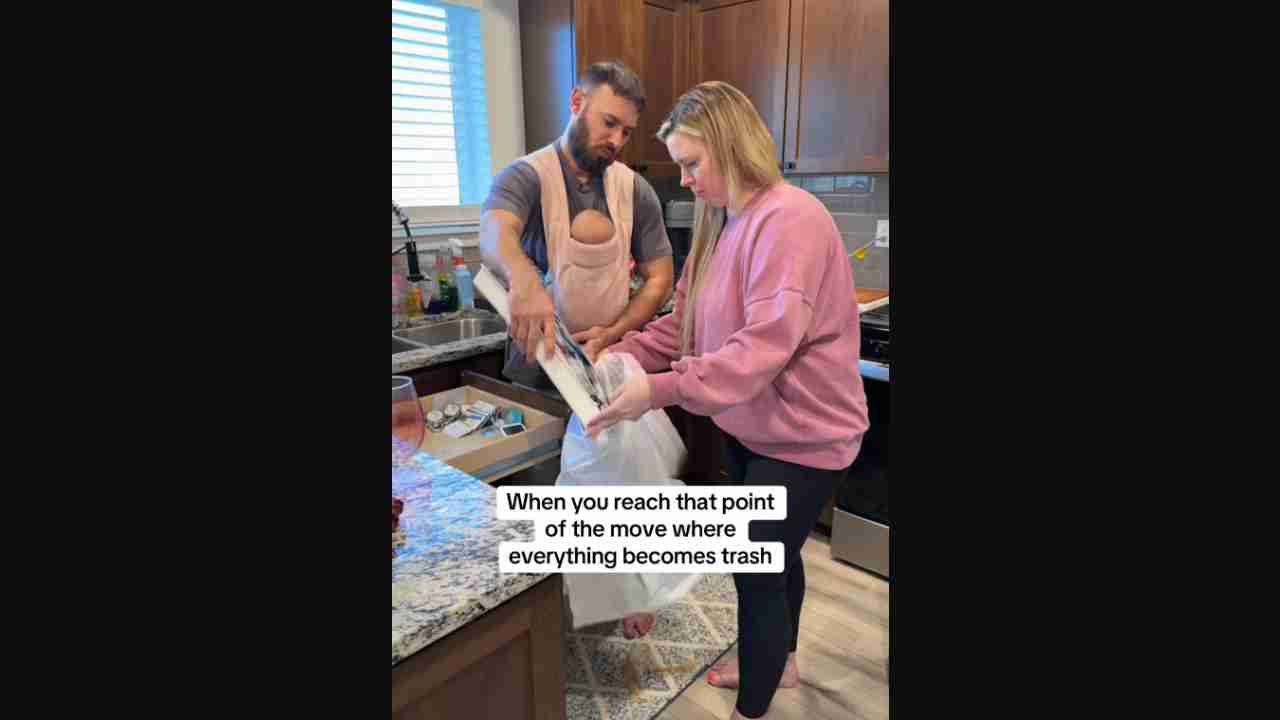 When you reach that point
of the move where
everything becomes trash